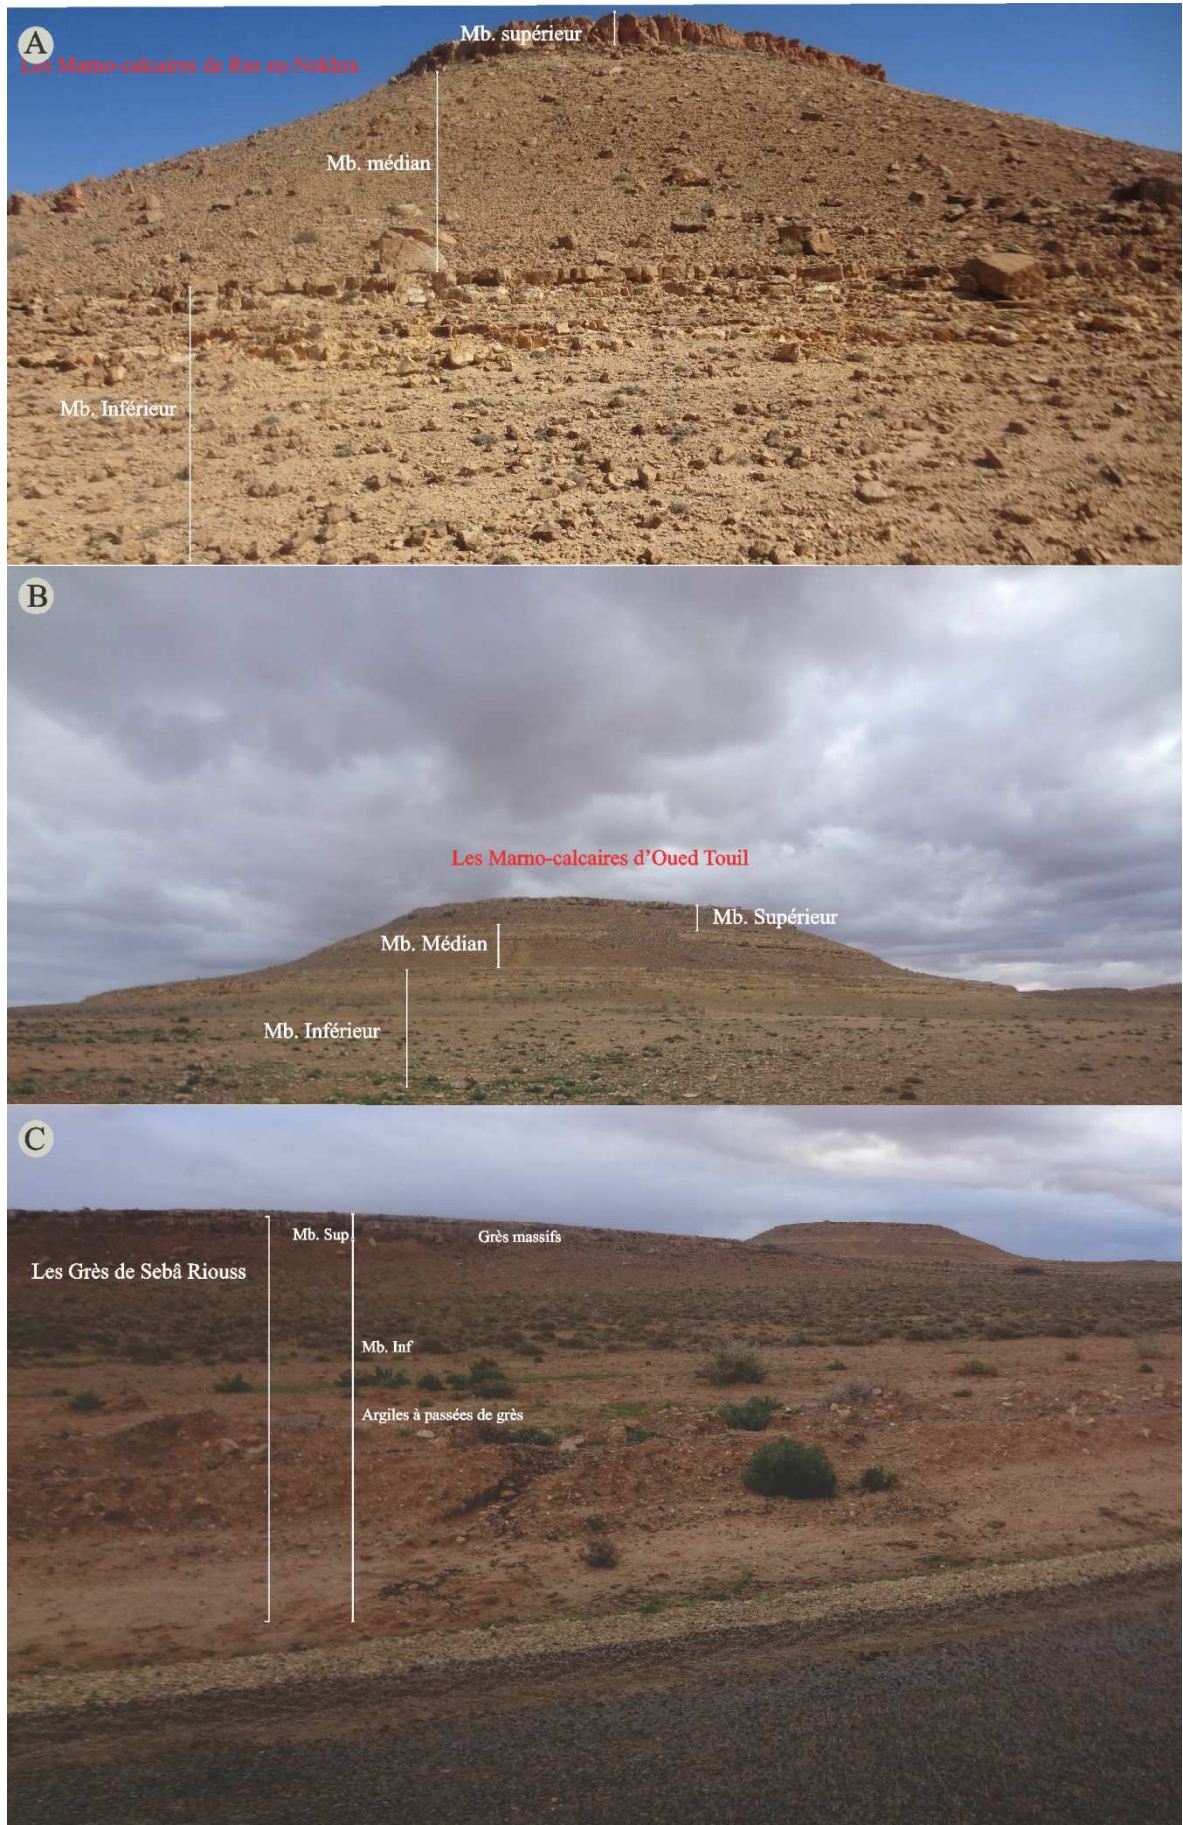 A
Mb. supérieur
Les Marno-calcaires de Ras en-Nokhra
Mb. médian
Mb. Inférieur
B
Les Marno-calcaires d'Oued Touil
Mb. Supérieur
Mb. Médian
Mb. Inférieur
C
Mb. Sup
Grès massifs
Les Grès de Sebâ Riouss
Mb. Inf
Argiles à passées de grès